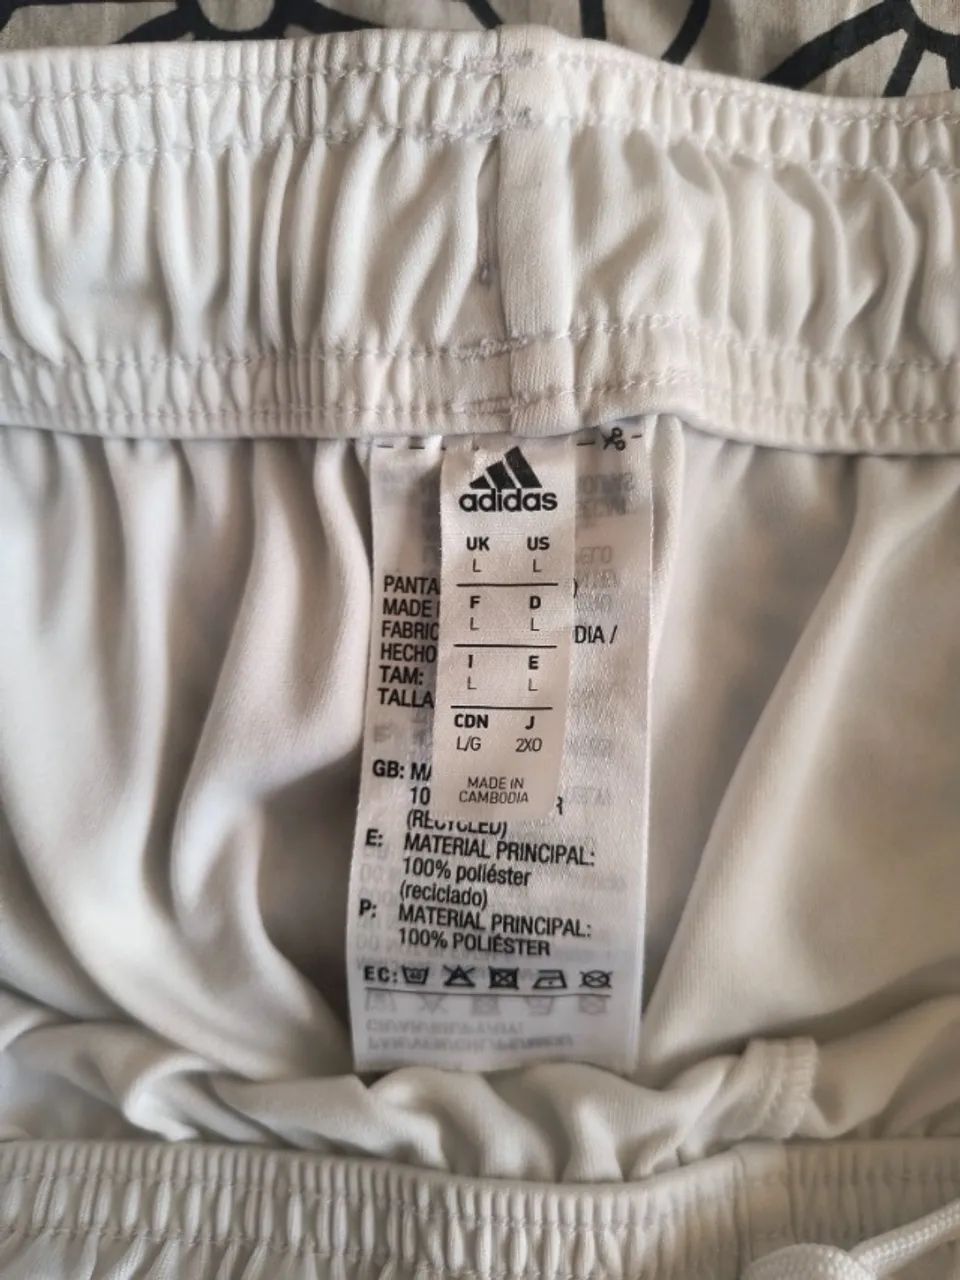 adidas
UK US
L L
F D
L L
I E
L L
CDN J
L/G 2XO
MADE IN
CAMBODIA
PANTA
MADE
FABRIC DIA /
HECHO
TAM:
TALLA
GB: MA
10 R
(RECYCLED)
E: MATERIAL PRINCIPAL:
100% poliéster
(reciclado)
P: MATERIAL PRINCIPAL:
100% POLIÉSTER
EC: 40